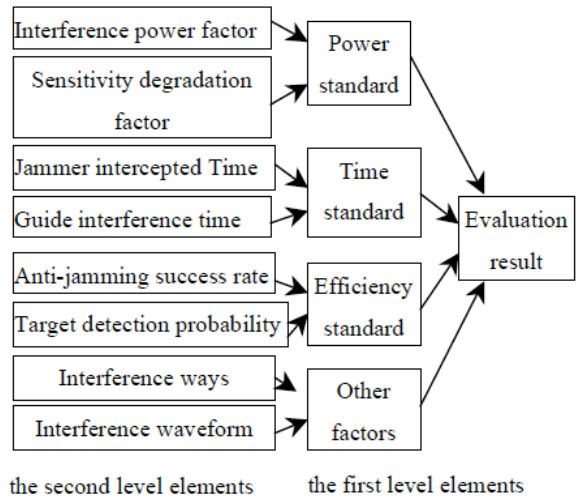 Interference power factor
Sensitivity degradation
factor
Power
standard
Jammer intercepted Time
Guide interference time
Time
standard
Anti-jamming success rate
Target detection probability
Efficiency
standard
Interference ways
Interference waveform
Other
factors
Evaluation
result
the second level elements
the first level elements